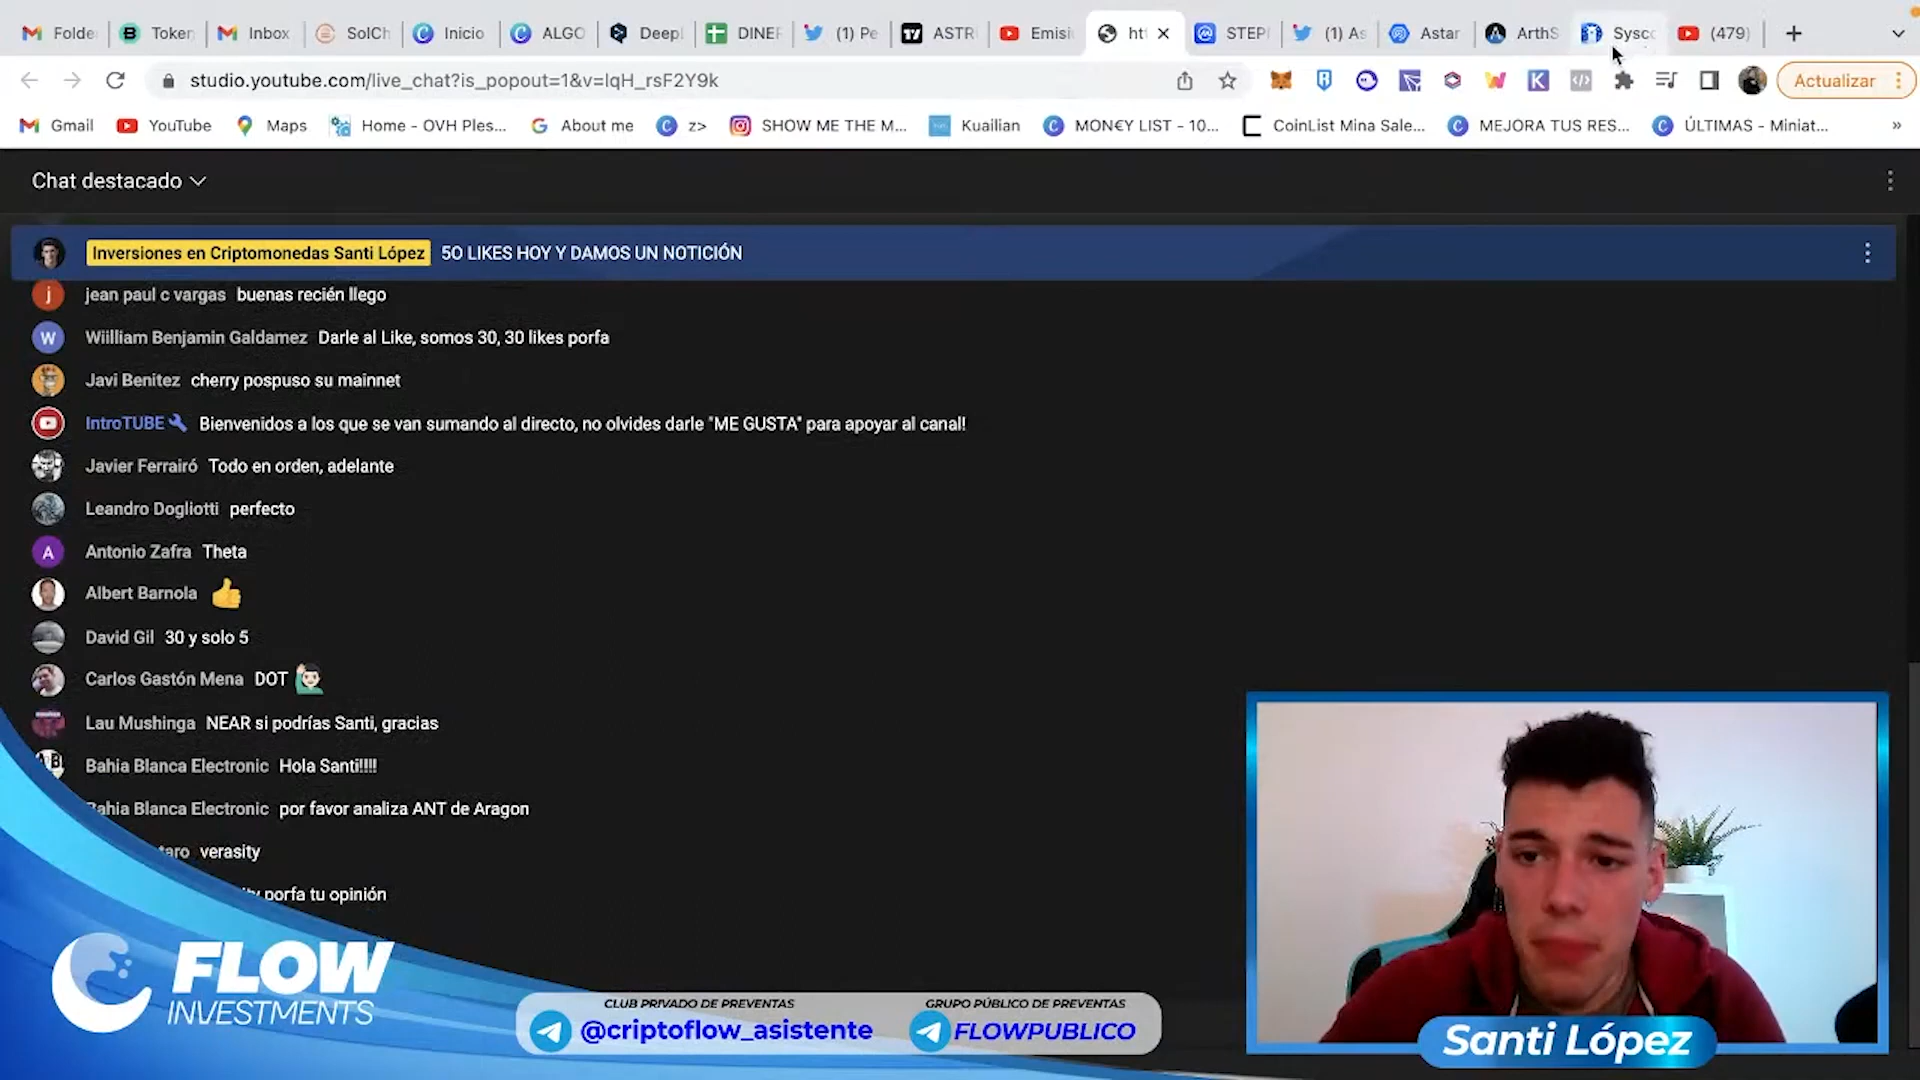 Folde
Token
Inbox
SolCh
Inicio
ALGO
DeepL
DINER
(1) Pe
ASTR
Emisi
ht
STEP
(1) As
Astar
ArthS
Sysco
(479)
studio.youtube.com/live_chat?is_popout=1&v=lqH_rsF2Y9k
Actualizar
Gmail
YouTube
Maps
Home - OVH Ples...
About me
z>
SHOW ME THE M...
Kuailian
MON€Y LIST - 10...
CoinList Mina Sale...
MEJORA TUS RES...
ÚLTIMAS - Miniat...
»
Chat destacado
Inversiones en Criptomonedas Santi López 5O LIKES HOY Y DAMOS UN NOTICIÓN
j jean paul c vargas buenas recién llego
W Wiilliam Benjamin Galdamez Darle al Like, somos 30, 30 likes porfa
Javi Benitez cherry pospuso su mainnet
IntroTUBE Bienvenidos a los que se van sumando al directo, no olvides darle "ME GUSTA" para apoyar al canal!
Javier Ferrairó Todo en orden, adelante
Leandro Dogliotti perfecto
A Antonio Zafra Theta
Albert Barnola 👍
David Gil 30 y solo 5
Carlos Gastón Mena DOT 🙋🏻‍♂️
Lau Mushinga NEAR si podrías Santi, gracias
Bahia Blanca Electronic Hola Santi!!!!
Bahia Blanca Electronic por favor analiza ANT de Aragon
taro verasity
porfa tu opinión
FLOW
INVESTMENTS
CLUB PRIVADO DE PREVENTAS
@criptoflow_asistente
GRUPO PÚBLICO DE PREVENTAS
FLOWPUBLICO
Santi López